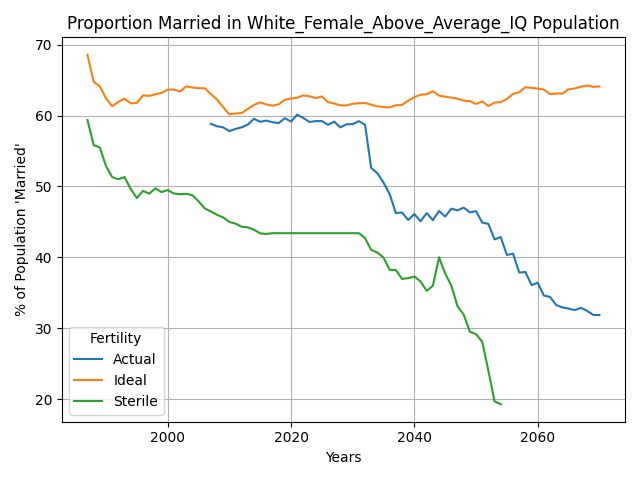 Proportion Married in White_Female_Above_Average_IQ Population
% of Population 'Married'
70
60
50
40
30
20
Fertility
Actual
Ideal
Sterile
2000
2020
2040
2060
Years